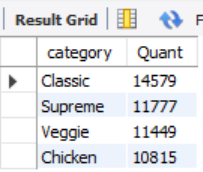 Result Grid
category Quant
Classic 14579
Supreme 11777
Veggie 11449
Chicken 10815